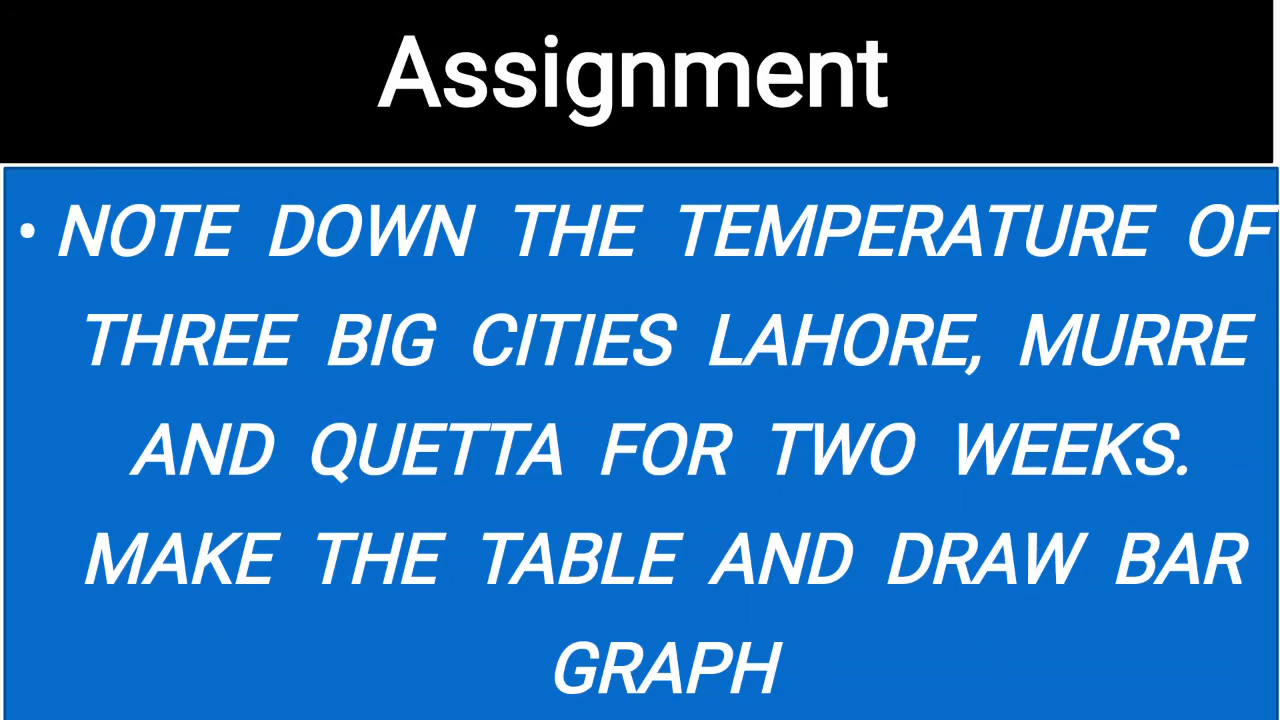 Assignment
• NOTE DOWN THE TEMPERATURE OF
THREE BIG CITIES LAHORE, MURRE
AND QUETTA FOR TWO WEEKS.
MAKE THE TABLE AND DRAW BAR
GRAPH